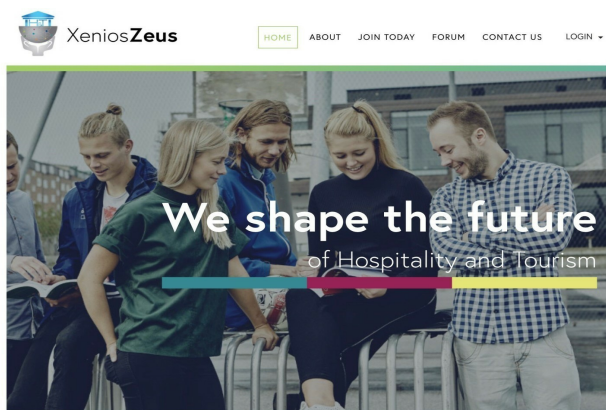 XeniosZeus
HOME ABOUT JOIN TODAY FORUM CONTACT US LOGIN
We shape the future
of Hospitality and Tourism